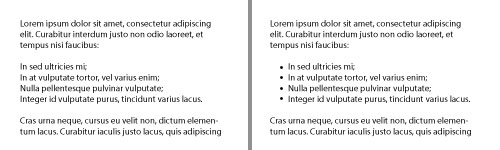 Lorem ipsum dolor sit amet, consectetur adipiscing
elit. Curabitur interdum justo non odio laoreet, et
tempus nisi faucibus:
In sed ultricies mi;
In at vulputate tortor, vel varius enim;
Nulla pellentesque pulvinar vulputate;
Integer id vulputate purus, tincidunt varius lacus.
Cras urna neque, cursus eu velit non, dictum elemen-
tum lacus. Curabitur iaculis justo lacus, quis adipiscing
Lorem ipsum dolor sit amet, consectetur adipiscing
elit. Curabitur interdum justo non odio laoreet, et
tempus nisi faucibus:
• In sed ultricies mi;
• In at vulputate tortor, vel varius enim;
• Nulla pellentesque pulvinar vulputate;
• Integer id vulputate purus, tincidunt varius lacus.
Cras urna neque, cursus eu velit non, dictum elemen-
tum lacus. Curabitur iaculis justo lacus, quis adipiscing